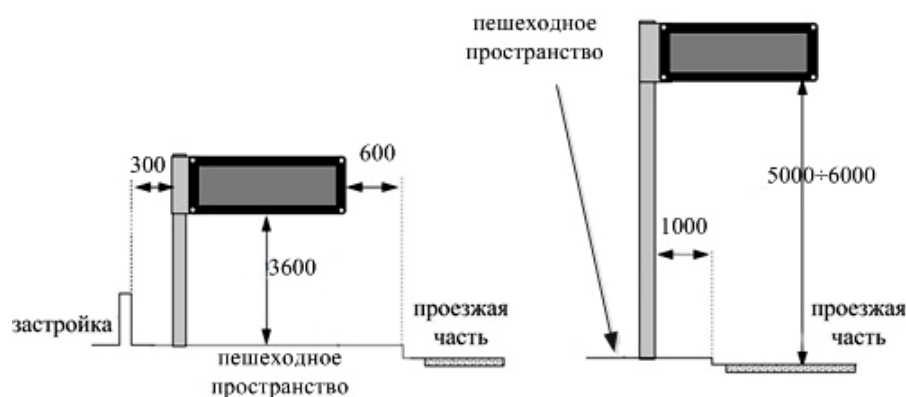 300
600
3600
застройка
проезжая
часть
пешеходное
пространство
пешеходное
пространство
5000÷6000
1000
проезжая
часть